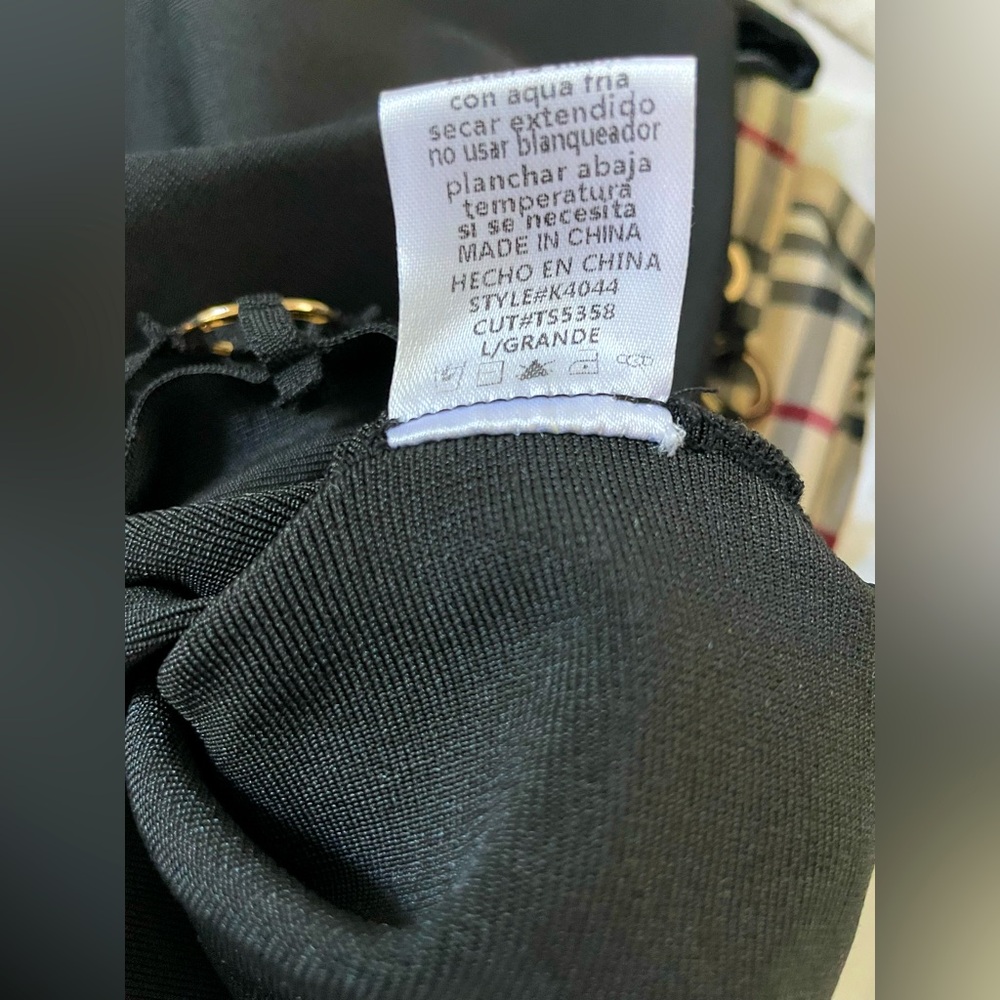 con aqua fria
secar extendido
no usar blanqueador
planchar abaja
temperatura
si se necesita
MADE IN CHINA
HECHO EN CHINA
STYLE#K4044
CUT#TS5358
L/GRANDE